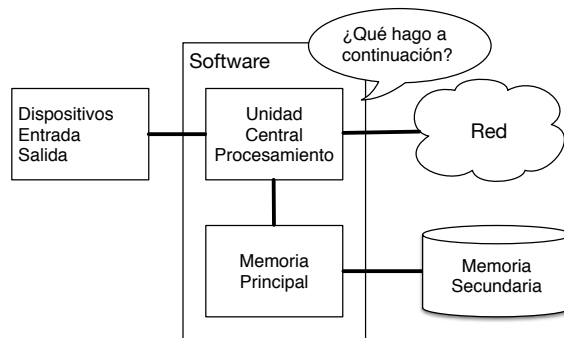 ¿Qué hago a
continuación?
Software
Dispositivos
Entrada
Salida
Unidad
Central
Procesamiento
Red
Memoria
Principal
Memoria
Secundaria